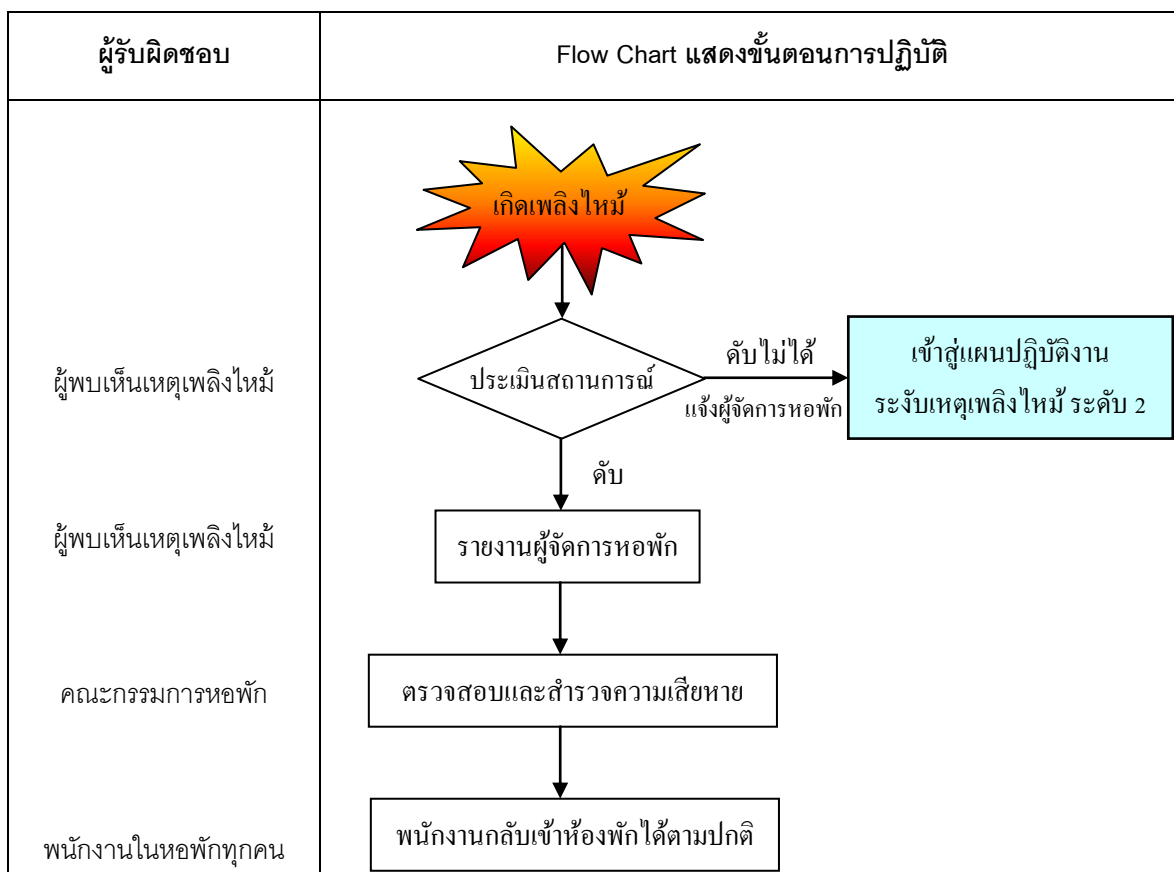 ผู้รับผิดชอบ
Flow Chart แสดงขั้นตอนการปฏิบัติ
เกิดเพลิงไหม้
ผู้พบเห็นเหตุเพลิงไหม้
ประเมินสถานการณ์
ดับไม่ได้
แจ้งผู้จัดการหอพัก
เข้าสู่แผนปฏิบัติงาน
ระงับเหตุเพลิงไหม้ ระดับ 2
ดับ
ผู้พบเห็นเหตุเพลิงไหม้
รายงานผู้จัดการหอพัก
คณะกรรมการหอพัก
ตรวจสอบและสำรวจความเสียหาย
พนักงานในหอพักทุกคน
พนักงานกลับเข้าห้องพักได้ตามปกติ